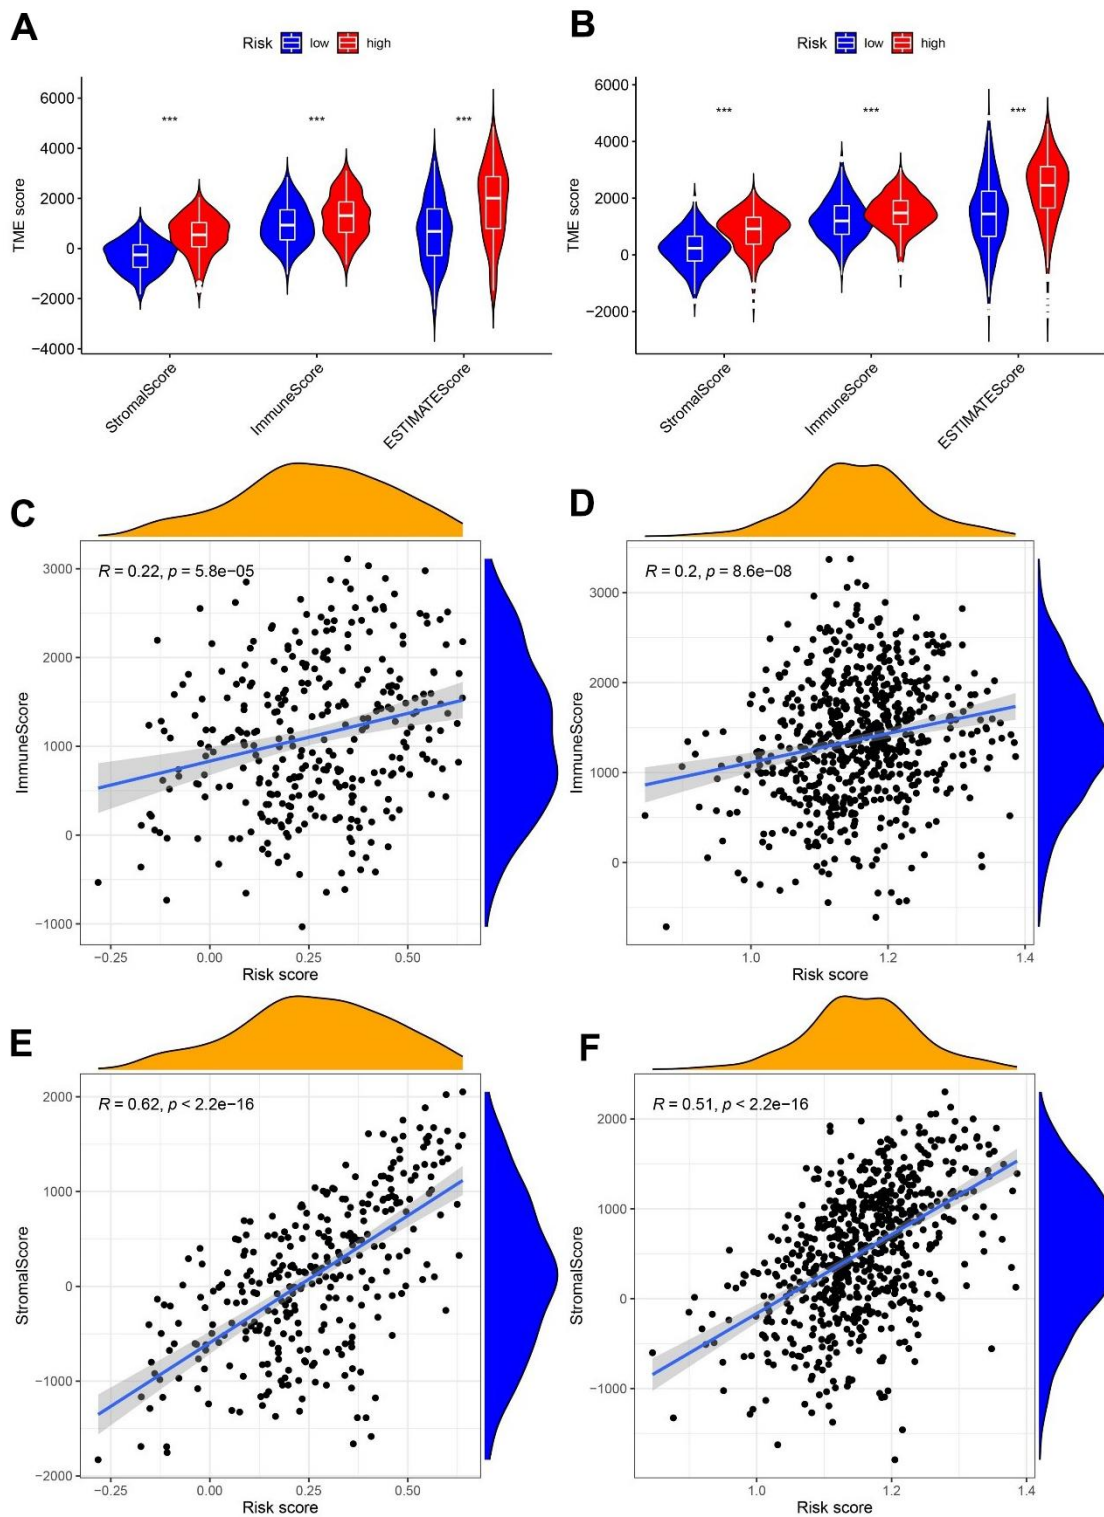 A
Risk low high
TME score
6000
4000
2000
0
−2000
−4000
*** *** ***
StromalScore
ImmuneScore
ESTIMATEScore
B
Risk low high
TME score
6000
4000
2000
0
−2000
*** *** ***
StromalScore
ImmuneScore
ESTIMATEScore
C
R = 0.22, p = 5.8e−05
ImmuneScore
3000
2000
1000
0
−1000
−0.25 0.00 0.25 0.50
Risk score
D
R = 0.2, p = 8.6e−08
ImmuneScore
3000
2000
1000
0
1.0 1.2 1.4
Risk score
E
R = 0.62, p < 2.2e−16
StromalScore
2000
1000
0
−1000
−2000
−0.25 0.00 0.25 0.50
Risk score
F
R = 0.51, p < 2.2e−16
StromalScore
2000
1000
0
−1000
1.0 1.2 1.4
Risk score